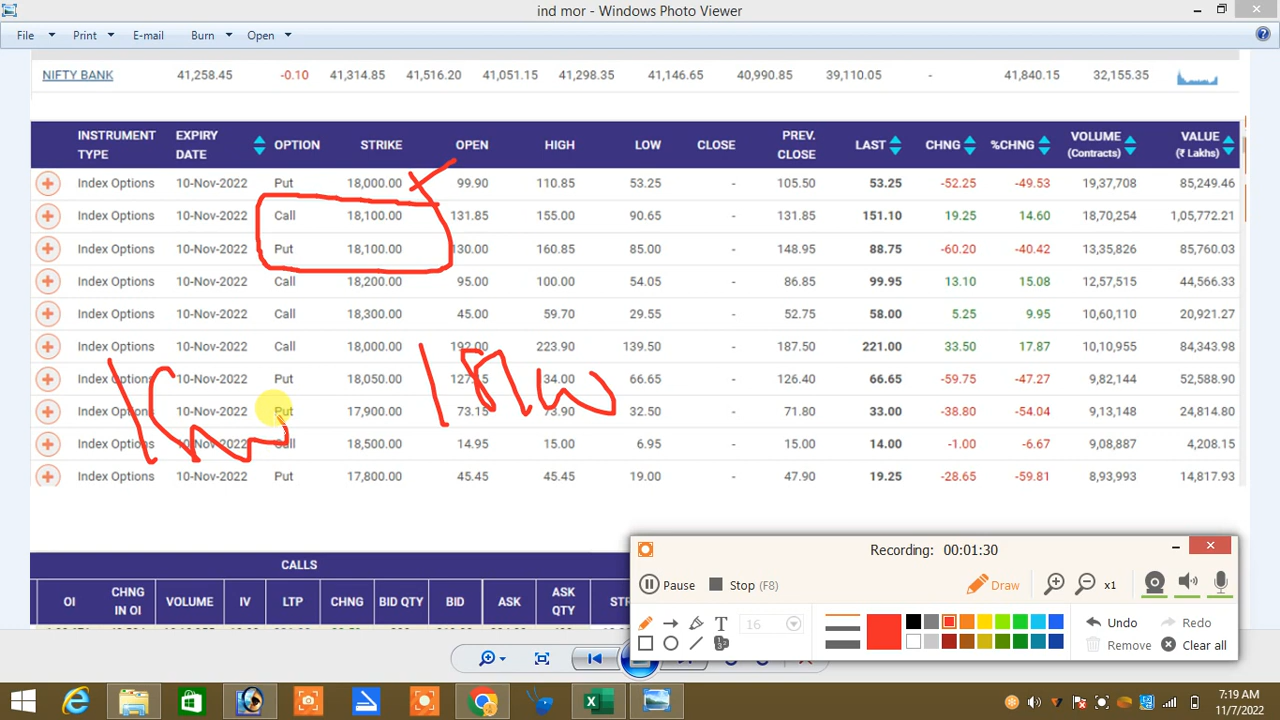 ind mor - Windows Photo Viewer
File Print E-mail Burn Open
NIFTY BANK 41,258.45 -0.10 41,314.85 41,516.20 41,051.15 41,298.35 41,146.65 40,990.85 39,110.05 - 41,840.15 32,155.35
INSTRUMENT TYPE EXPIRY DATE OPTION STRIKE OPEN HIGH LOW CLOSE PREV. CLOSE LAST CHNG %CHNG VOLUME (Contracts) VALUE (₹ Lakhs)
Index Options 10-Nov-2022 Put 18,000.00 99.90 110.85 53.25 - 105.50 53.25 -52.25 -49.53 19,37,708 85,249.46
Index Options 10-Nov-2022 Call 18,100.00 131.85 155.00 90.65 - 131.85 151.10 19.25 14.60 18,70,254 1,05,772.21
Index Options 10-Nov-2022 Put 18,100.00 130.00 160.85 85.00 - 148.95 88.75 -60.20 -40.42 13,35,826 85,760.03
Index Options 10-Nov-2022 Call 18,200.00 95.00 100.00 54.05 - 86.85 99.95 13.10 15.08 12,57,515 44,566.33
Index Options 10-Nov-2022 Call 18,300.00 45.00 59.70 29.55 - 52.75 58.00 5.25 9.95 10,60,110 20,921.27
Index Options 10-Nov-2022 Call 18,000.00 192.00 223.90 139.50 - 187.50 221.00 33.50 17.87 10,10,955 84,343.98
Index Options 10-Nov-2022 Put 18,050.00 66.65 - 126.40 66.65 -59.75 -47.27 9,82,144 52,588.90
Index Options 10-Nov-2022 Put 17,900.00 73.15 73.90 32.50 - 71.80 33.00 -38.80 -54.04 9,13,148 24,814.80
Index Options 10-Nov-2022 Call 18,500.00 14.95 15.00 6.95 - 15.00 14.00 -1.00 -6.67 9,08,887 4,208.15
Index Options 10-Nov-2022 Put 17,800.00 45.45 45.45 19.00 - 47.90 19.25 -28.65 -59.81 8,93,993 14,817.93
CALLS
OI CHNG IN OI VOLUME IV LTP CHNG BID QTY BID ASK ASK QTY
Recording: 00:01:30
Pause Stop (F8) Draw x1
T 16 Undo Redo
Remove Clear all
7:19 AM
11/7/2022